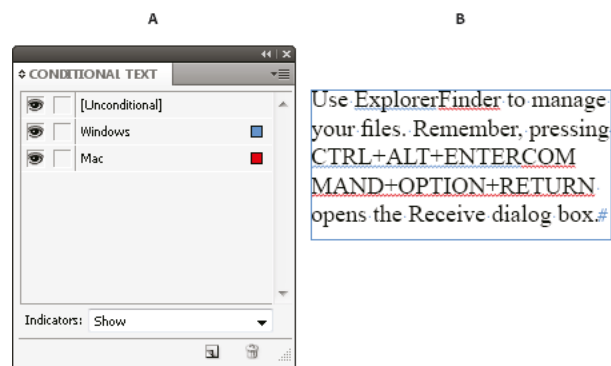 A
B
CONDITIONAL TEXT
[Unconditional]
Windows
Mac
Indicators: Show
Use ExplorerFinder to manage
your files. Remember, pressing
CTRL+ALT+ENTERCOM
MAND+OPTION+RETURN
opens the Receive dialog box.#